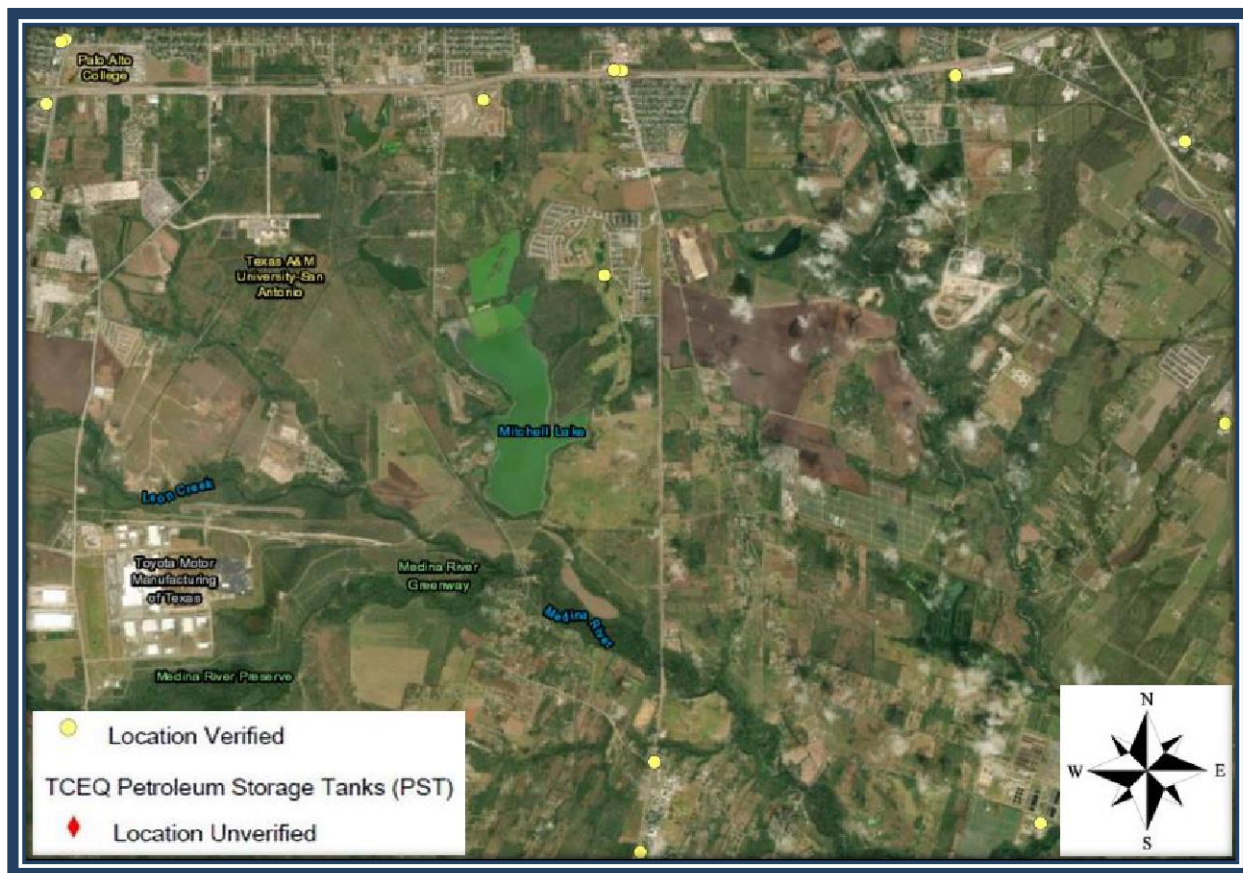 Palo Alto
College
Texas A&M
University-San
Antonio
Mitchell Lake
Leon Creek
Toyota Motor
Manufacturing
of Texas
Medina River
Greenway
Medina River
Medina River Preserve
Location Verified
TCEQ Petroleum Storage Tanks (PST)
Location Unverified
N
W
E
S